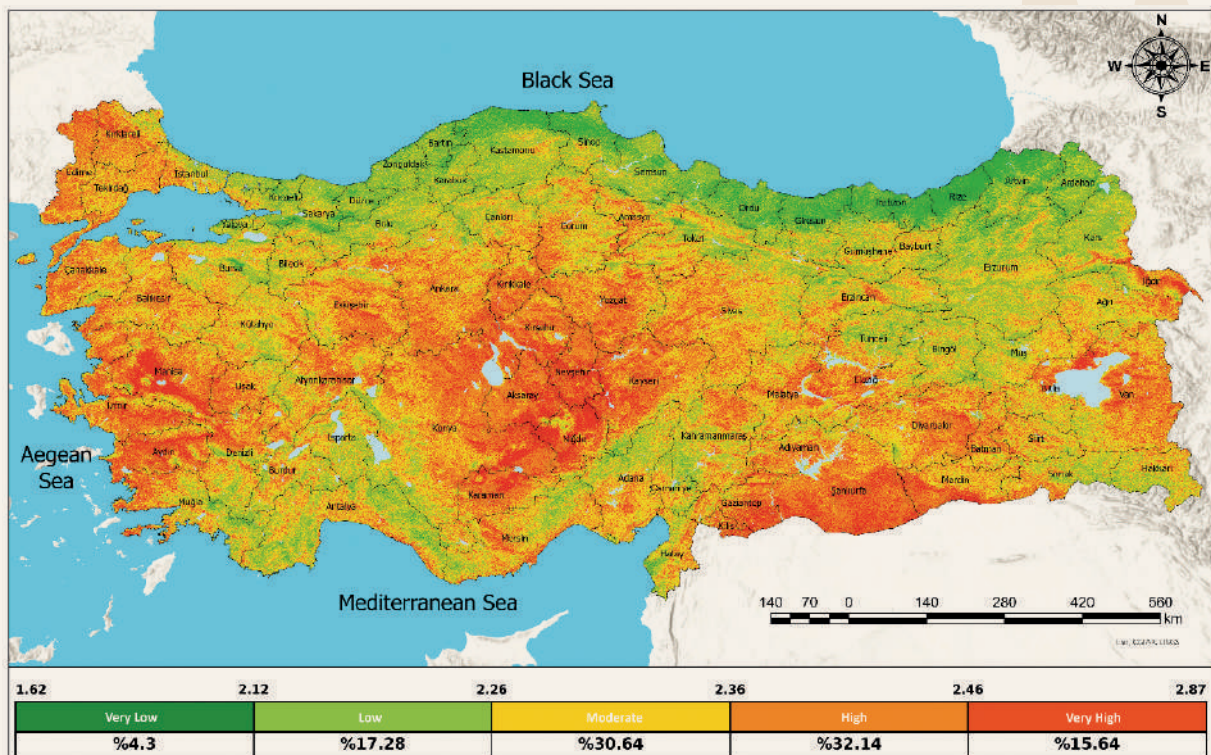 N
W E
S
Black Sea
Kırklareli
Edirne
Tekirdağ
İstanbul
Kocaeli
Yalova
Sakarya
Düzce
Zonguldak
Bartın
Karabük
Kastamonu
Sinop
Samsun
Bolu
Çankırı
Çorum
Amasya
Tokat
Ordu
Giresun
Trabzon
Rize
Artvin
Ardahan
Kars
Gümüşhane
Bayburt
Erzurum
Iğdır
Ağrı
Çanakkale
Balıkesir
Bursa
Bilecik
Eskişehir
Ankara
Kırıkkale
Yozgat
Sivas
Erzincan
Kütahya
Kırşehir
Tunceli
Bingöl
Muş
Manisa
Uşak
Afyonkarahisar
Nevşehir
Kayseri
Aksaray
Malatya
Elazığ
Bitlis
Van
İzmir
Konya
Niğde
Kahramanmaraş
Adıyaman
Diyarbakır
Batman
Siirt
Aydın
Denizli
Isparta
Burdur
Aegean
Sea
Muğla
Antalya
Karaman
Mersin
Adana
Osmaniye
Gaziantep
Kilis
Şanlıurfa
Mardin
Şırnak
Hakkari
Hatay
Mediterranean Sea
140 70 0 140 280 420 560
km
1.62 2.12 2.26 2.36 2.46 2.87
Very Low Low Moderate High Very High
%4.3 %17.28 %30.64 %32.14 %15.64